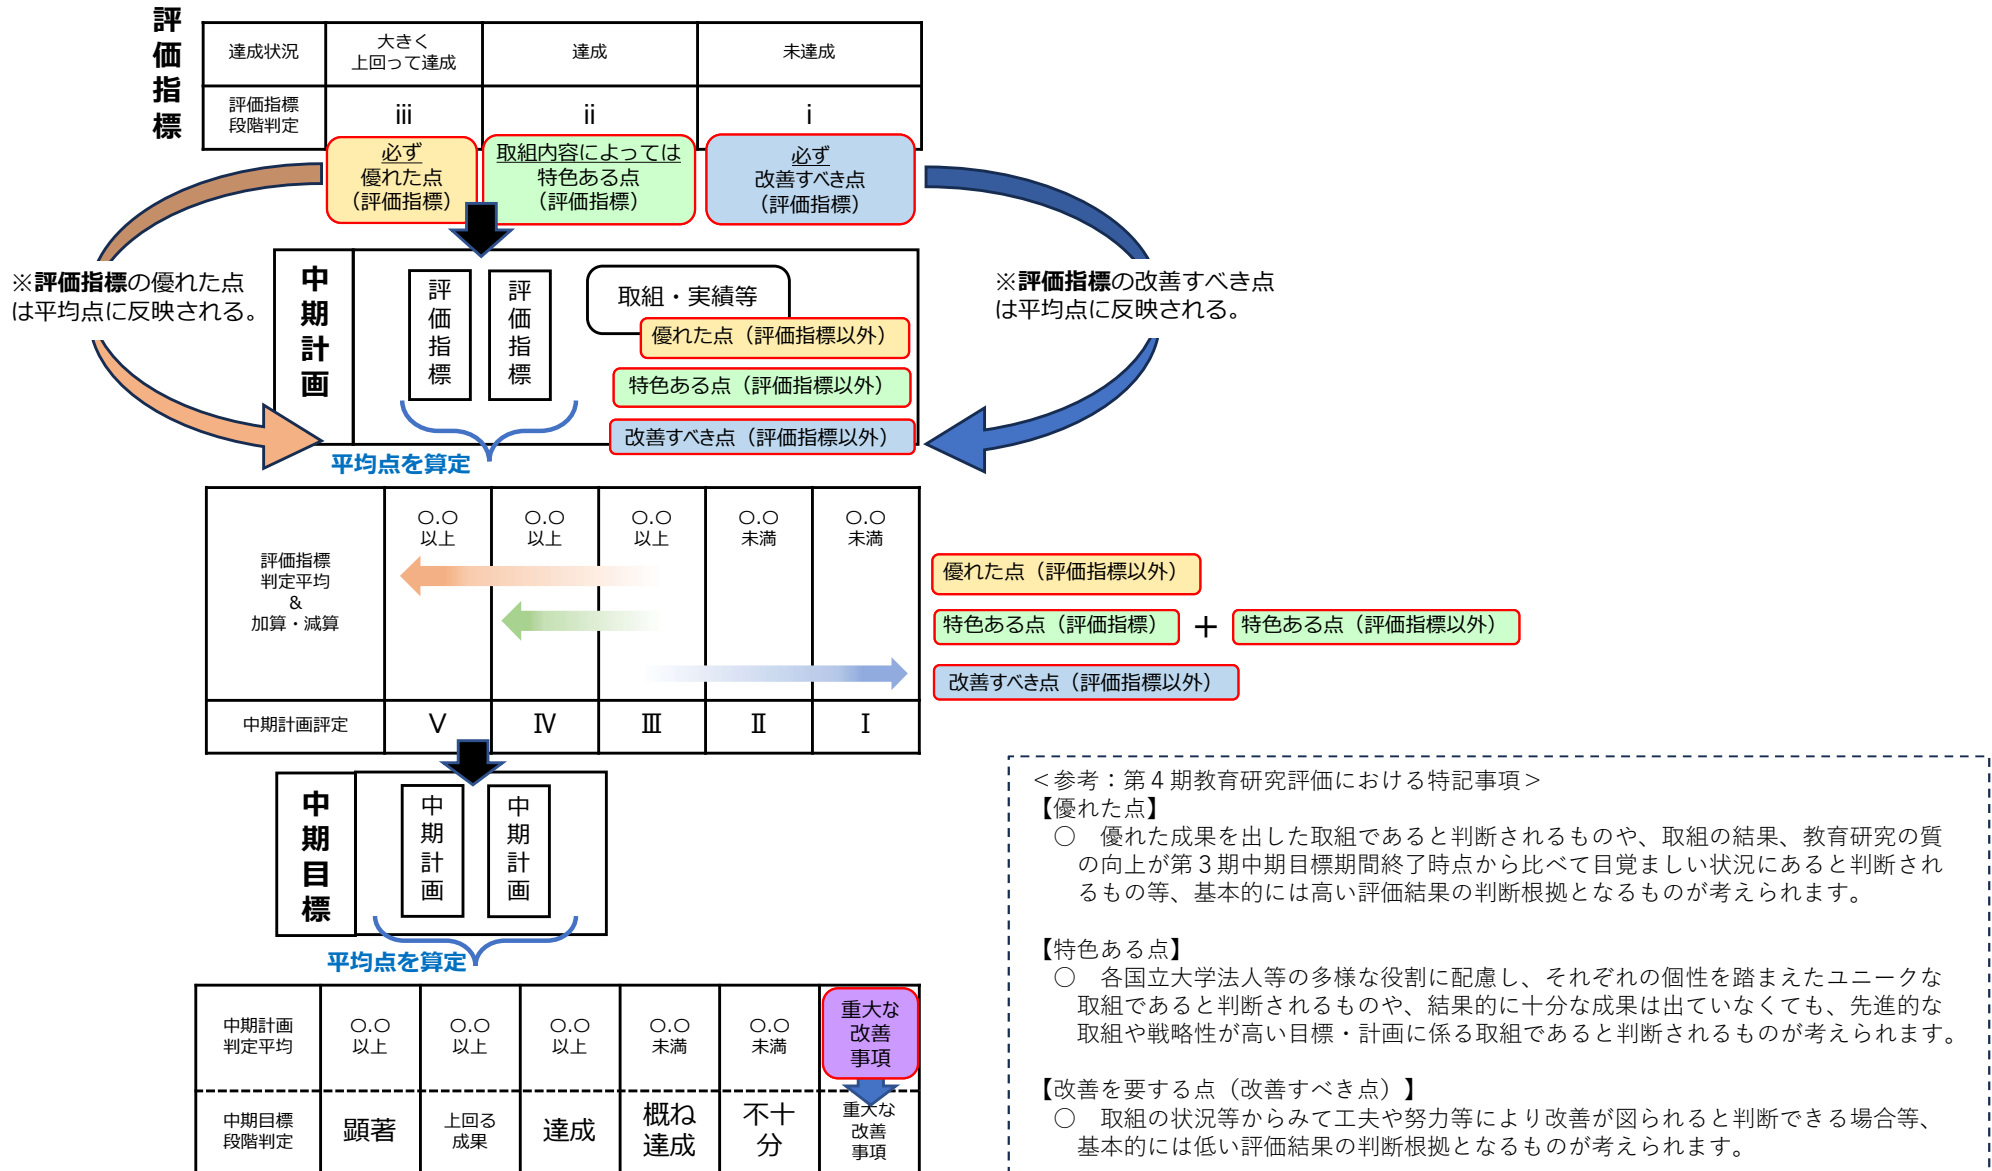 評価指標
達成状況
大きく
上回って達成
達成
未達成
評価指標
段階判定
ⅲ
ⅱ
ⅰ
必ず
優れた点
（評価指標）
取組内容によっては
特色ある点
（評価指標）
必ず
改善すべき点
（評価指標）
※評価指標の優れた点
は平均点に反映される。
※評価指標の改善すべき点
は平均点に反映される。
中期計画
評価指標
評価指標
取組・実績等
優れた点（評価指標以外）
特色ある点（評価指標以外）
改善すべき点（評価指標以外）
平均点を算定
評価指標
判定平均
&
加算・減算
〇.〇
以上
〇.〇
以上
〇.〇
以上
〇.〇
未満
〇.〇
未満
優れた点（評価指標以外）
特色ある点（評価指標）
＋
特色ある点（評価指標以外）
改善すべき点（評価指標以外）
中期計画評定
Ⅴ
Ⅳ
Ⅲ
Ⅱ
Ⅰ
中期目標
中期計画
中期計画
平均点を算定
中期計画
判定平均
〇.〇
以上
〇.〇
以上
〇.〇
以上
〇.〇
未満
〇.〇
未満
重大な
改善
事項
中期目標
段階判定
顕著
上回る
成果
達成
概ね
達成
不十
分
重大な
改善
事項
＜参考：第４期教育研究評価における特記事項＞
【優れた点】
○　優れた成果を出した取組であると判断されるものや、取組の結果、教育研究の質
の向上が第３期中期目標期間終了時点から比べて目覚ましい状況にあると判断され
るもの等、基本的には高い評価結果の判断根拠となるものが考えられます。
【特色ある点】
○　各国立大学法人等の多様な役割に配慮し、それぞれの個性を踏まえたユニークな
取組であると判断されるものや、結果的に十分な成果は出ていなくても、先進的な
取組や戦略性が高い目標・計画に係る取組であると判断されるものが考えられます。
【改善を要する点（改善すべき点）】
○　取組の状況等からみて工夫や努力等により改善が図られると判断できる場合等、
基本的には低い評価結果の判断根拠となるものが考えられます。